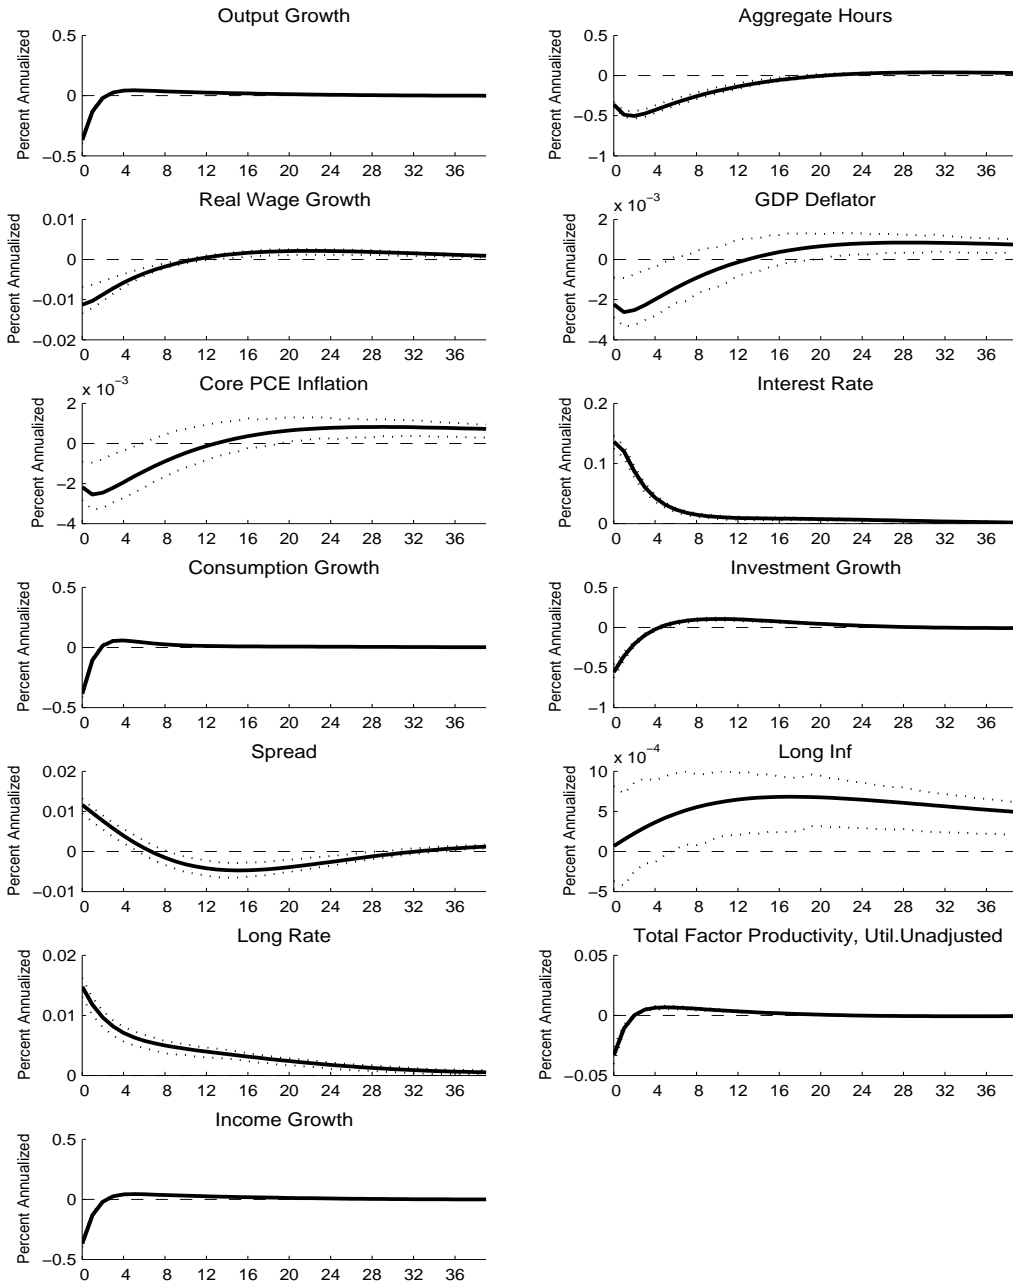 Output Growth
Percent Annualized
0.5
0
−0.5
0 4 8 12 16 20 24 28 32 36
Aggregate Hours
Percent Annualized
0.5
0
−0.5
−1
0 4 8 12 16 20 24 28 32 36
Real Wage Growth
Percent Annualized
0.01
0
−0.01
−0.02
0 4 8 12 16 20 24 28 32 36
GDP Deflator
x 10⁻³
Percent Annualized
2
0
−2
−4
0 4 8 12 16 20 24 28 32 36
Core PCE Inflation
x 10⁻³
Percent Annualized
2
0
−2
−4
0 4 8 12 16 20 24 28 32 36
Interest Rate
Percent Annualized
0.2
0.1
0
0 4 8 12 16 20 24 28 32 36
Consumption Growth
Percent Annualized
0.5
0
−0.5
0 4 8 12 16 20 24 28 32 36
Investment Growth
Percent Annualized
0.5
0
−0.5
−1
0 4 8 12 16 20 24 28 32 36
Spread
Percent Annualized
0.02
0.01
0
−0.01
0 4 8 12 16 20 24 28 32 36
Long Inf
x 10⁻⁴
Percent Annualized
10
5
0
−5
0 4 8 12 16 20 24 28 32 36
Long Rate
Percent Annualized
0.02
0.01
0
0 4 8 12 16 20 24 28 32 36
Total Factor Productivity, Util.Unadjusted
Percent Annualized
0.05
0
−0.05
0 4 8 12 16 20 24 28 32 36
Income Growth
Percent Annualized
0.5
0
−0.5
0 4 8 12 16 20 24 28 32 36